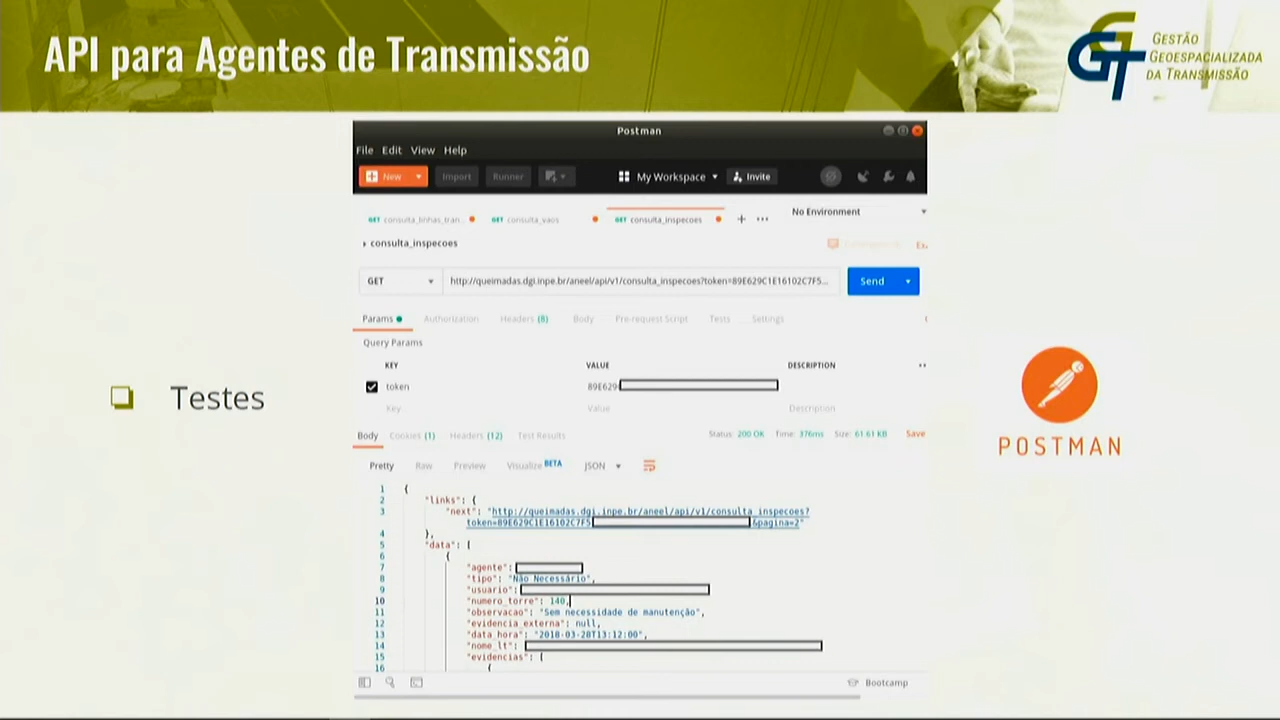 API para Agentes de Transmissão
GESTÃO
GEOESPACIALIZADA
DA TRANSMISSÃO
Postman
File Edit View Help
New Import Runner My Workspace Invite
GET consulta_linhas_tran... GET consulta_vaos GET consulta_inspecoes + ••• No Environment
consulta_inspecoes
GET http://queimadas.dgi.inpe.br/aneel/api/v1/consulta_inspecoes?token=89E629C1E16102C7F5... Send
Params Authorization Headers (8) Body Pre-request Script Tests Settings
Query Params
KEY VALUE DESCRIPTION
token 89E629
Key Value Description
Testes
POSTMAN
Body Cookies (1) Headers (12) Test Results Status: 200 OK Time: 376ms Size: 61.61 KB Save
Pretty Raw Preview Visualize BETA JSON
1 {
2 "links": {
3 "next": "http://queimadas.dgi.inpe.br/aneel/api/v1/consulta_inspecoes?
token=89E629C1E16102C7F5 &pagina=2"
4 },
5 "data": [
6 {
7 "agente":
8 "tipo": "Não Necessário",
9 "usuario":
10 "numero_torre": 140,
11 "observacao": "Sem necessidade de manutenção",
12 "evidencia_externa": null,
13 "data_hora": "2018-03-28T13:12:00",
14 "nome_lt":
15 "evidencias": [
16 {
Bootcamp